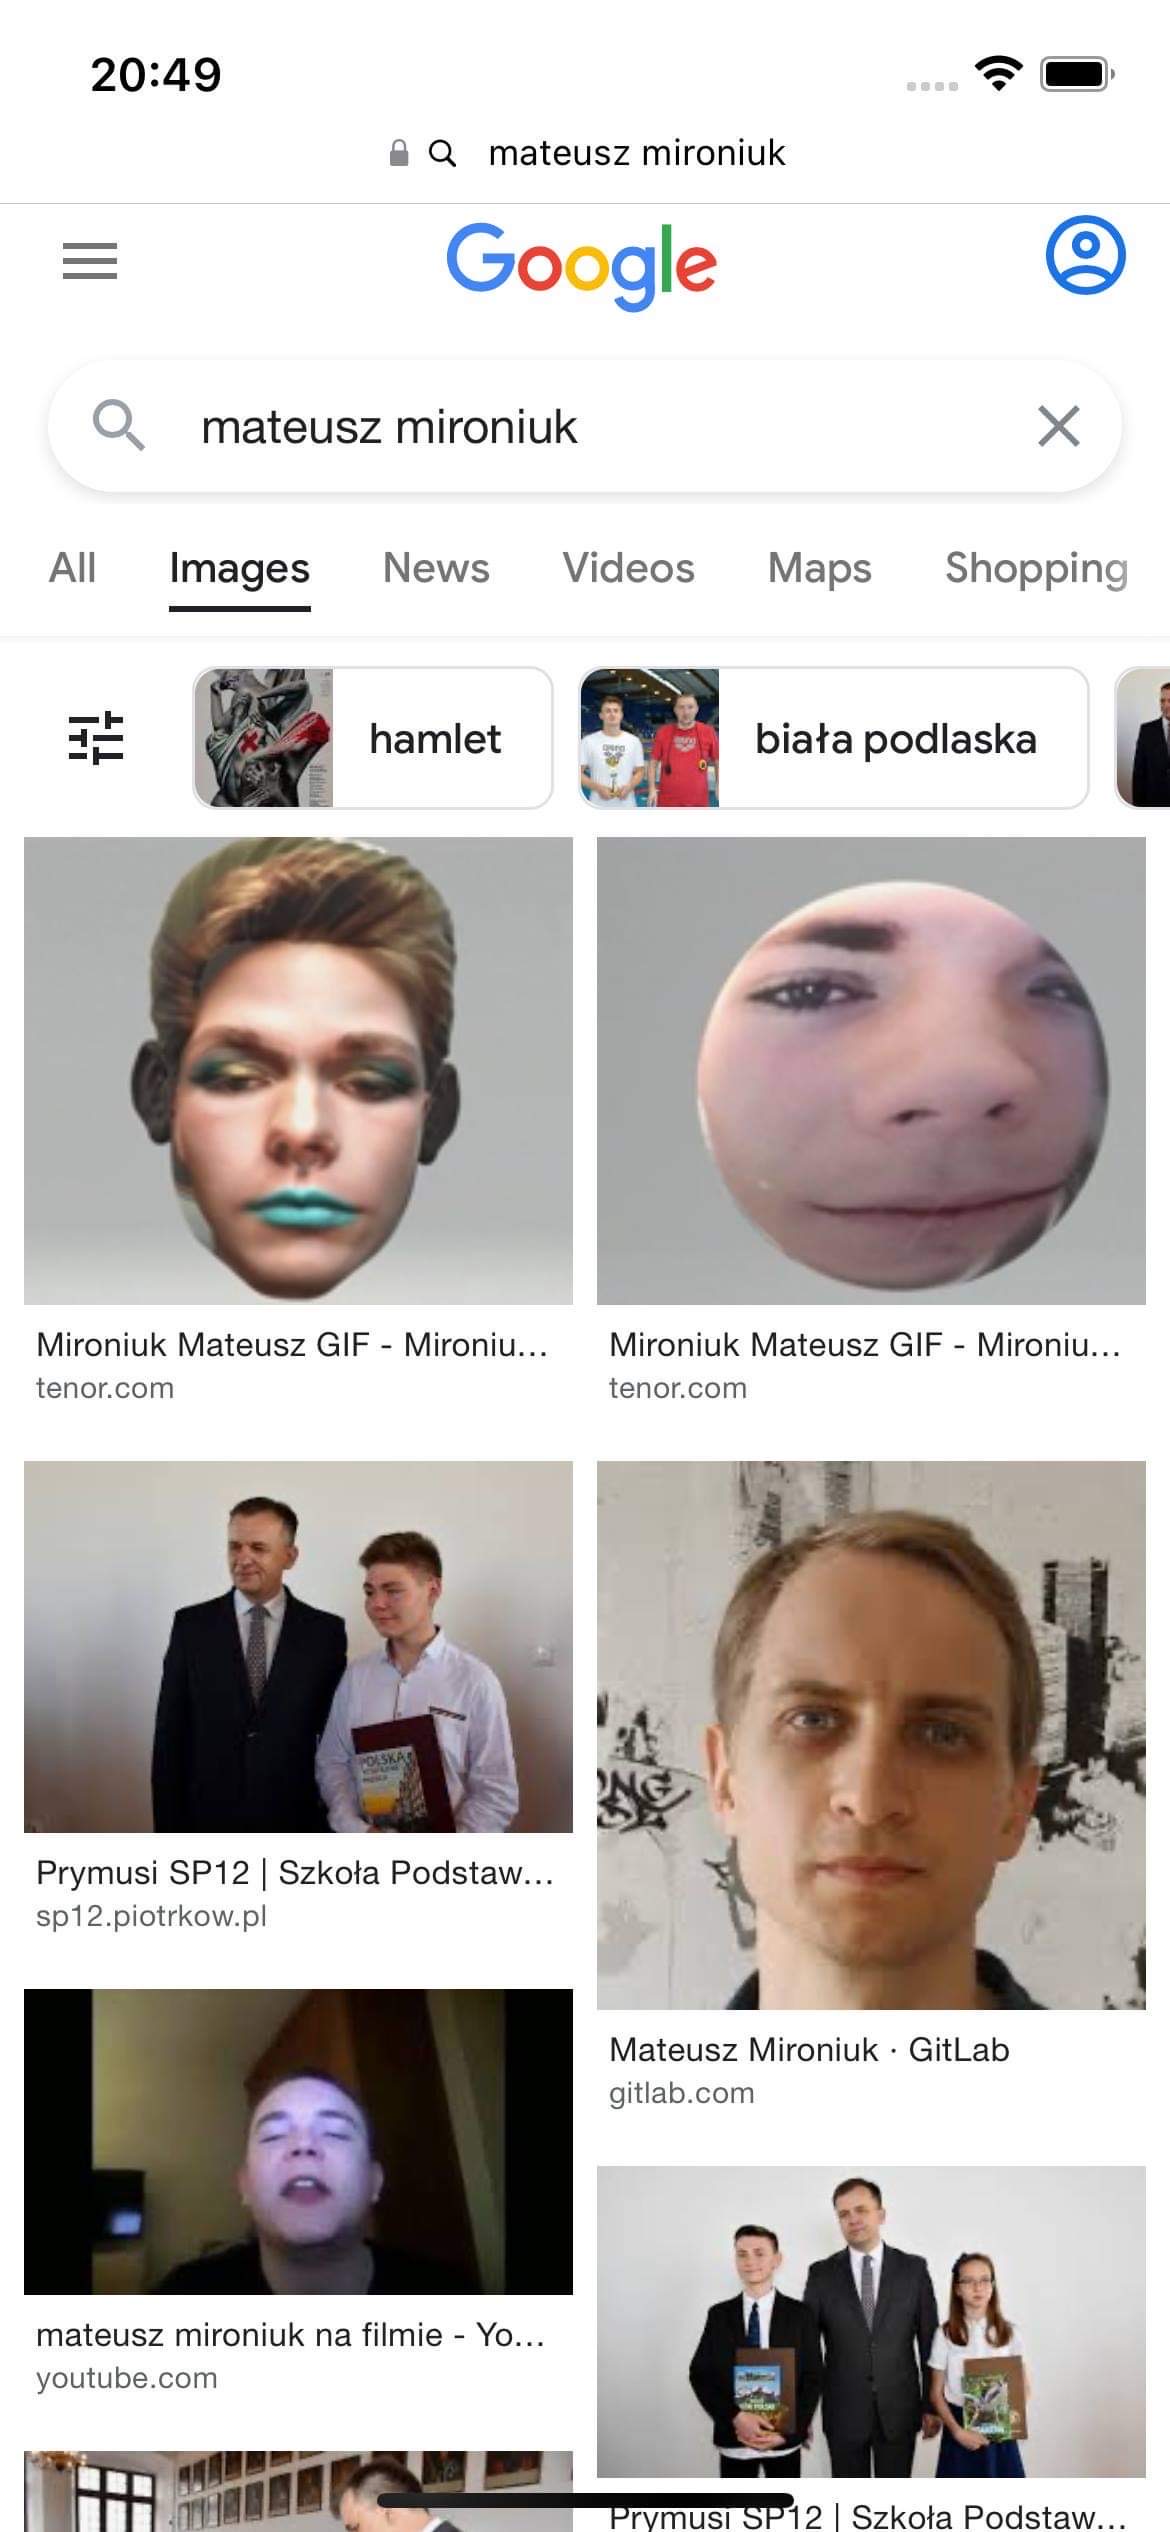 20:49
mateusz mironiuk
Google
mateusz mironiuk
All Images News Videos Maps Shopping
hamlet biała podlaska
Mironiuk Mateusz GIF - Mironiu...
tenor.com
Mironiuk Mateusz GIF - Mironiu...
tenor.com
POLSKA
Prymusi SP12 | Szkoła Podstaw...
sp12.piotrkow.pl
Mateusz Mironiuk · GitLab
gitlab.com
mateusz mironiuk na filmie - Yo...
youtube.com
Prymusi SP12 | Szkoła Podstaw...